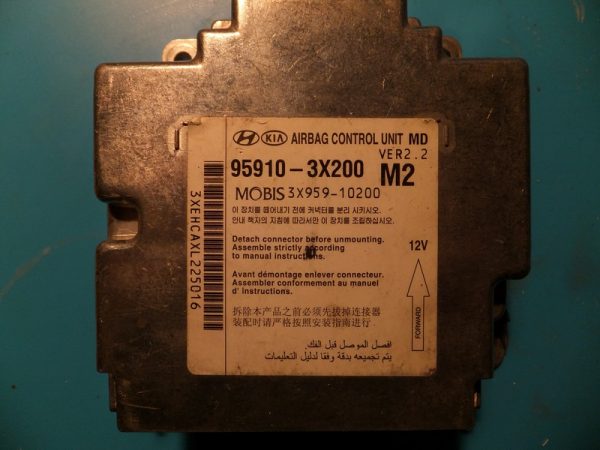 HYUNDAI KIA AIRBAG CONTROL UNIT MD
VER2.2
95910-3X200 M2
MOBIS 3X959-10200
이 장치를 떼어내기 전에 커넥터를 분리 시키시오.
안내 책자의 지침에 따라서만 이 장치를 조립하십시오.
Detach connector before unmounting.
Assemble strictly according
to manual instructions.
Avant démontage enlever connecteur.
Assembler conformement au manuel
d' instructions.
拆除本产品之前必须先拔掉连接器
装配时请严格按照安装指南进行.
افصل الموصل قبل الفك.
يتم تجميعه بدقة وفقا لدليل التعليمات
12V
FORWARD
3XEHCAXL225016